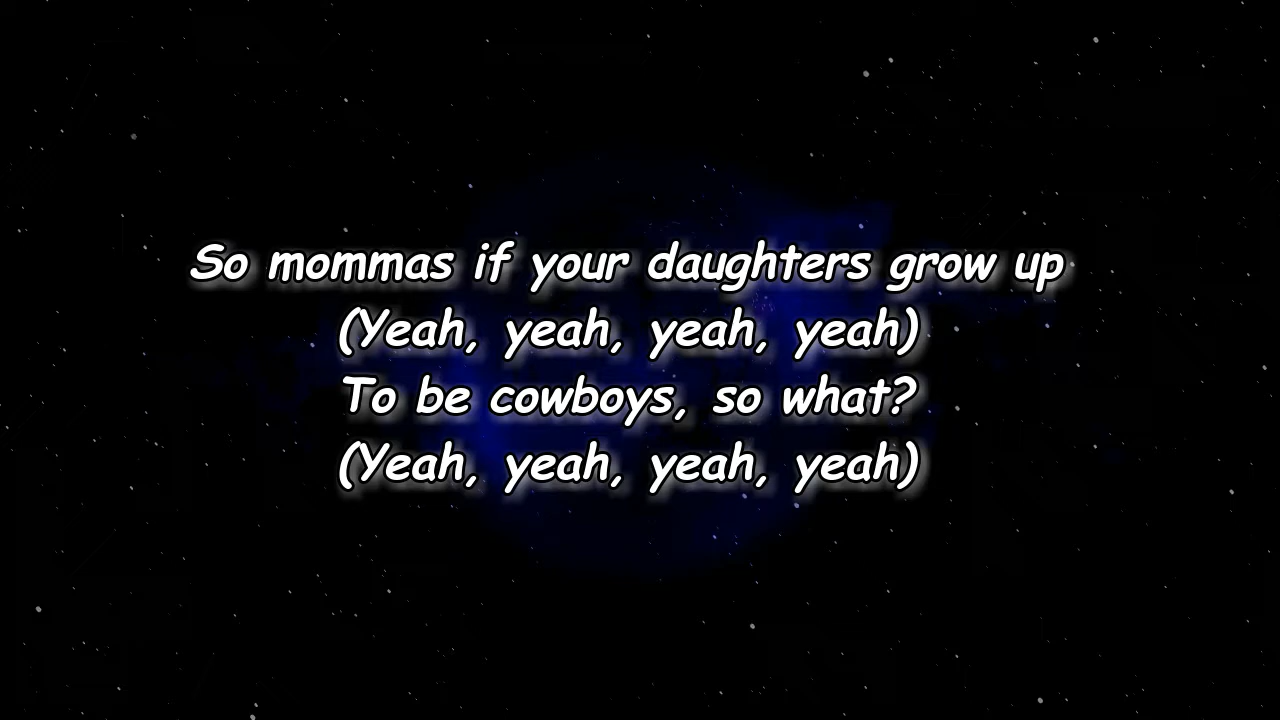 So mommas if your daughters grow up
(Yeah, yeah, yeah, yeah)
To be cowboys, so what?
(Yeah, yeah, yeah, yeah)